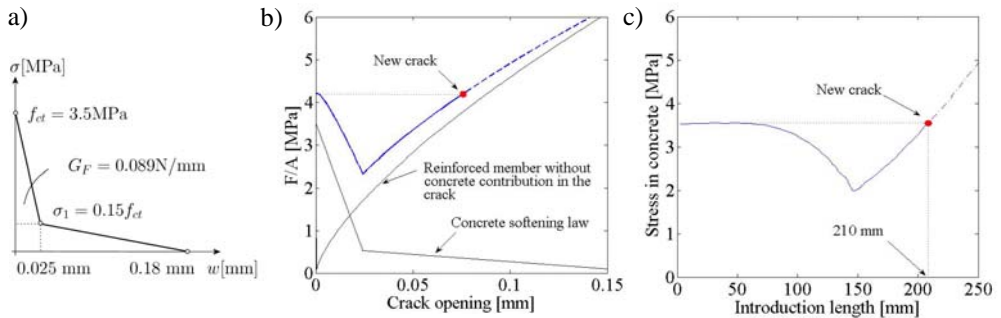 a)
σ[MPa]
f_ct = 3.5MPa
G_F = 0.089N/mm
σ_1 = 0.15f_ct
0.025 mm
0.18 mm
w[mm]
b)
F/A [MPa]
6
5
4
3
2
1
0
0
0.05
0.1
0.15
Crack opening [mm]
New crack
Reinforced member without
concrete contribution in the
crack
Concrete softening law
c)
Stress in concrete [MPa]
6
5
4
3
2
1
0
0
50
100
150
200
250
Introduction length [mm]
New crack
210 mm